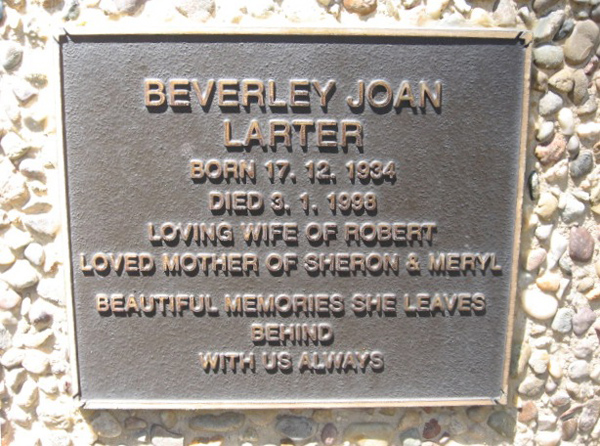 BEVERLEY JOAN
LARTER
BORN 17. 12. 1934
DIED 3. 1. 1998
LOVING WIFE OF ROBERT
LOVED MOTHER OF SHERON & MERYL
BEAUTIFUL MEMORIES SHE LEAVES
BEHIND
WITH US ALWAYS